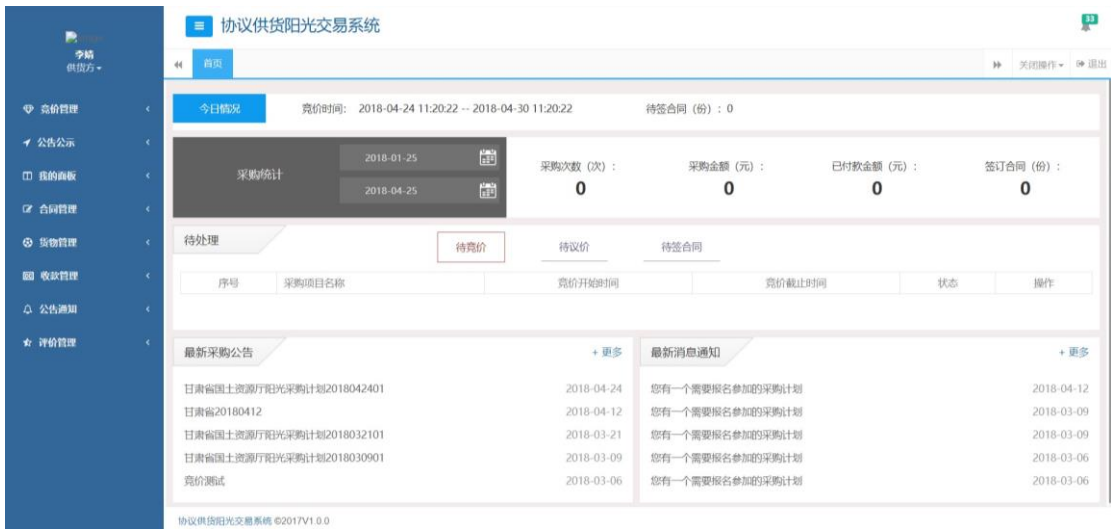 协议供货阳光交易系统
33
李婧
供货方
首页
关闭操作
退出
竞价管理
公告公示
我的面板
合同管理
货物管理
收款管理
公告通知
评价管理
今日情况
竞价时间: 2018-04-24 11:20:22 -- 2018-04-30 11:20:22
待签合同（份）: 0
采购统计
2018-01-25
2018-04-25
采购次数（次）:
0
采购金额（元）:
0
已付款金额（元）:
0
签订合同（份）:
0
待处理
待竞价
待议价
待签合同
序号 采购项目名称 竞价开始时间 竞价截止时间 状态 操作
最新采购公告 + 更多
甘肃省国土资源厅阳光采购计划2018042401 2018-04-24
甘肃省20180412 2018-04-12
甘肃省国土资源厅阳光采购计划2018032101 2018-03-21
甘肃省国土资源厅阳光采购计划2018030901 2018-03-09
竞价测试 2018-03-06
最新消息通知 + 更多
您有一个需要报名参加的采购计划 2018-04-12
您有一个需要报名参加的采购计划 2018-03-09
您有一个需要报名参加的采购计划 2018-03-09
您有一个需要报名参加的采购计划 2018-03-06
您有一个需要报名参加的采购计划 2018-03-06
协议供货阳光交易系统 ©2017V1.0.0